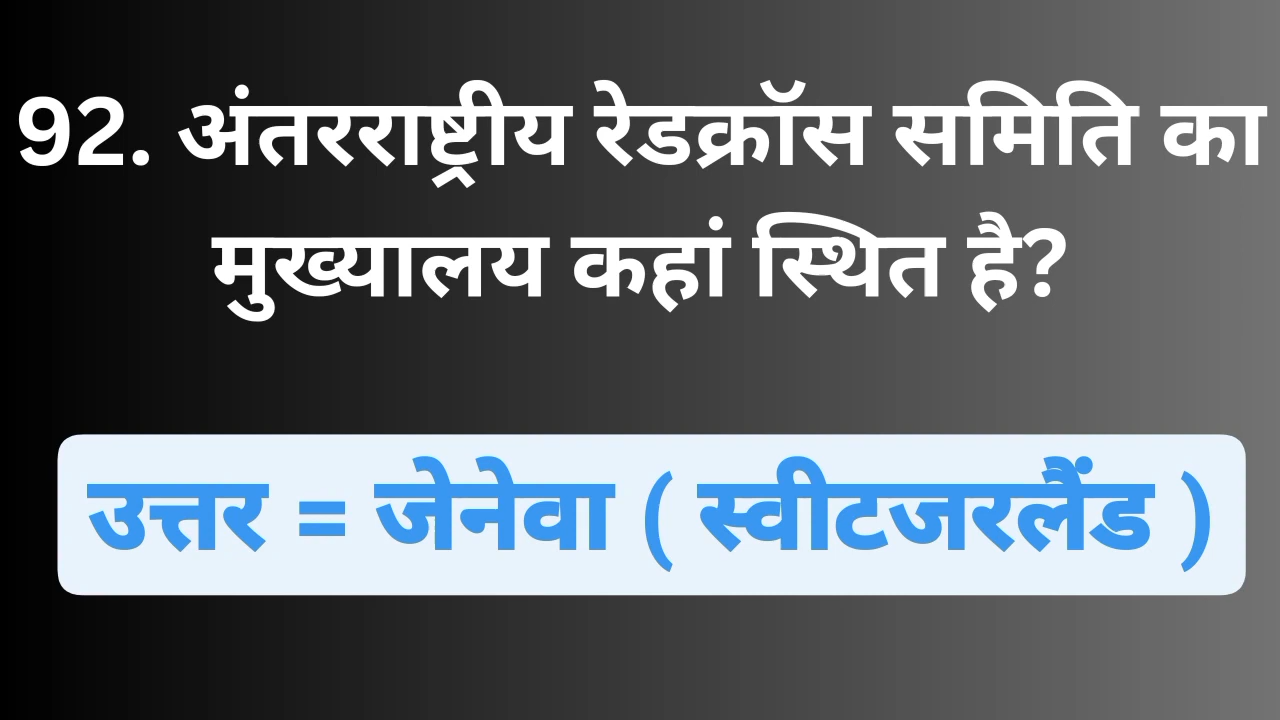 92. अंतरराष्ट्रीय रेडक्रॉस समिति का
मुख्यालय कहां स्थित है?
उत्तर = जेनेवा ( स्वीटजरलैंड )